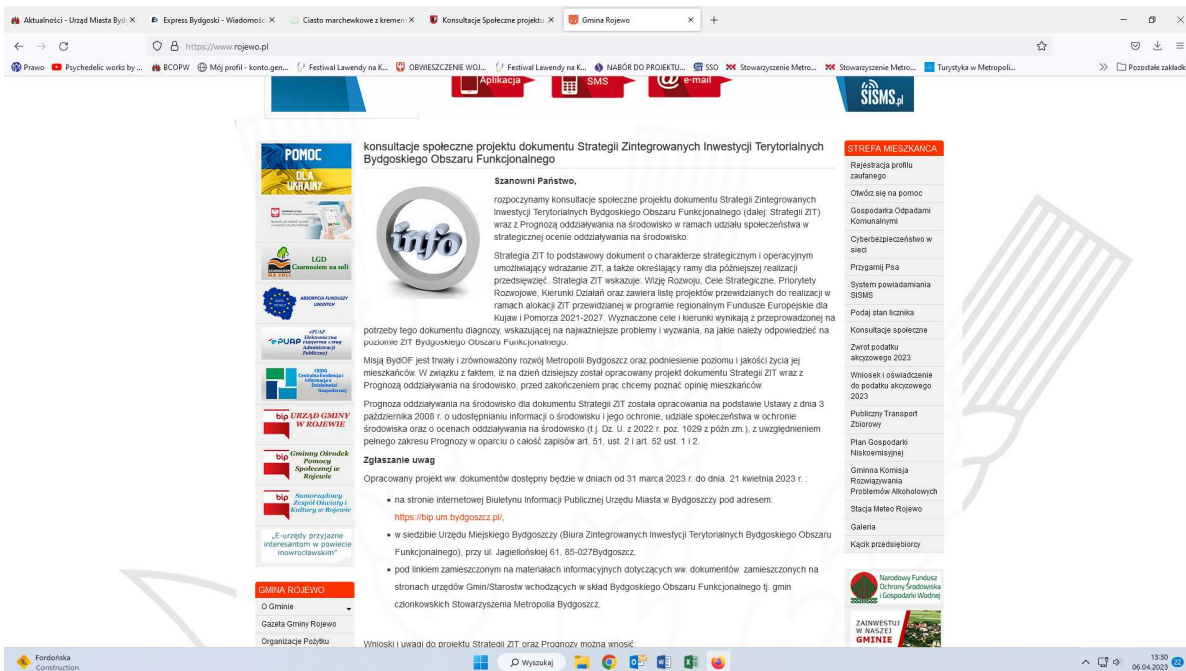 Aktualności - Urząd Miasta Byd
Express Bydgoski - Wiadomośc
Ciasto marchewkowe z kremem
Konsultacje Społeczne projektu
Gmina Rojewo
https://www.rojewo.pl
Prawo
Psychedelic works by ...
BCOPW
Mój profil - konto.gen...
Festiwal Lawendy na K...
OBWIESZCZENIE WOJ...
Festiwal Lawendy na K...
NABÓR DO PROJEKTU...
SSO
Stowarzyszenie Metro...
Stowarzyszenie Metro...
Turystyka w Metropoli...
Pozostałe zakładk
Aplikacja
SMS
e-mail
SISMS.pl
POMOC
DLA
UKRAINY
LGD
Czarnoziem na soli
CZARNOZIEM
NA SOLI
ABSORPCJA FUNDUSZY
UNIJNYCH
ePUAP
ePUAP
Elektroniczna
Platforma Usług
Administracji
Publicznej
CEIDG
Centralna Ewidencja i
Informacja o
Działalności
Gospodarczej
bip URZĄD GMINY
W ROJEWIE
bip Gminny Ośrodek
Pomocy
Społecznej w
Rojewie
bip Samorządowy
Zespół Oświaty i
Kultury w Rojewie
„E-urzędy przyjazne
interesantom w powiecie
inowrocławskim”
GMINA ROJEWO
O Gminie
Gazeta Gminy Rojewo
Organizacje Pożytku
konsultacje społeczne projektu dokumentu Strategii Zintegrowanych Inwestycji Terytorialnych
Bydgoskiego Obszaru Funkcjonalnego
info
Szanowni Państwo,
rozpoczynamy konsultacje społeczne projektu dokumentu Strategii Zintegrowanych
Inwestycji Terytorialnych Bydgoskiego Obszaru Funkcjonalnego (dalej: Strategii ZIT)
wraz z Prognozą oddziaływania na środowisko w ramach udziału społeczeństwa w
strategicznej ocenie oddziaływania na środowisko.
Strategia ZIT to podstawowy dokument o charakterze strategicznym i operacyjnym
umożliwiający wdrażanie ZIT, a także określający ramy dla późniejszej realizacji
przedsięwzięć. Strategia ZIT wskazuje: Wizję Rozwoju, Cele Strategiczne, Priorytety
Rozwojowe, Kierunki Działań oraz zawiera listę projektów przewidzianych do realizacji w
ramach alokacji ZIT przewidzianej w programie regionalnym Fundusze Europejskie dla
Kujaw i Pomorza 2021-2027. Wyznaczone cele i kierunki wynikają z przeprowadzonej na
potrzeby tego dokumentu diagnozy, wskazującej na najważniejsze problemy i wyzwania, na jakie należy odpowiedzieć na
poziomie ZIT Bydgoskiego Obszaru Funkcjonalnego.
Misją BydOF jest trwały i zrównoważony rozwój Metropolii Bydgoszcz oraz podniesienie poziomu i jakości życia jej
mieszkańców. W związku z faktem, iż na dzień dzisiejszy został opracowany projekt dokumentu Strategii ZIT wraz z
Prognozą oddziaływania na środowisko, przed zakończeniem prac chcemy poznać opinię mieszkańców.
Prognoza oddziaływania na środowisko dla dokumentu Strategii ZIT została opracowania na podstawie Ustawy z dnia 3
października 2008 r. o udostępnianiu informacji o środowisku i jego ochronie, udziale społeczeństwa w ochronie
środowiska oraz o ocenach oddziaływania na środowisko (t.j. Dz. U. z 2022 r. poz. 1029 z późn.zm.), z uwzględnieniem
pełnego zakresu Prognozy w oparciu o całość zapisów art. 51, ust. 2 i art. 52 ust. 1 i 2.
Zgłaszanie uwag
Opracowany projekt ww. dokumentów dostępny będzie w dniach od 31 marca 2023 r. do dnia 21 kwietnia 2023 r. :
na stronie internetowej Biuletynu Informacji Publicznej Urzędu Miasta w Bydgoszczy pod adresem:
https://bip.um.bydgoszcz.pl/,
w siedzibie Urzędu Miejskiego Bydgoszczy (Biura Zintegrowanych Inwestycji Terytorialnych Bydgoskiego Obszaru
Funkcjonalnego), przy ul. Jagiellońskiej 61, 85-027Bydgoszcz,
pod linkiem zamieszczonym na materiałach informacyjnych dotyczących ww. dokumentów zamieszczonych na
stronach urzędów Gmin/Starostw wchodzących w skład Bydgoskiego Obszaru Funkcjonalnego tj. gmin
członkowskich Stowarzyszenia Metropolia Bydgoszcz.
Wnioski i uwagi do projektu Strategii ZIT oraz Prognozy można wnosić:
STREFA MIESZKAŃCA
Rejestracja profilu
zaufanego
Otwórz się na pomoc
Gospodarka Odpadami
Komunalnymi
Cyberbezpieczeństwo w
sieci
Przygarnij Psa
System powiadamiania
SISMS
Podaj stan licznika
Konsultacje społeczne
Zwrot podatku
akcyzowego 2023
Wniosek i oświadczenie
do podatku akcyzowego
2023
Publiczny Transport
Zbiorowy
Plan Gospodarki
Niskoemisyjnej
Gminna Komisja
Rozwiązywania
Problemów Alkoholowych
Stacja Meteo Rojewo
Galeria
Kącik przedsiębiorcy
Narodowy Fundusz
Ochrony Środowiska
i Gospodarki Wodnej
ZAINWESTUJ
W NASZEJ
GMINIE
Fordońska
Construction
Wyszukaj
13:30
06.04.2023
22